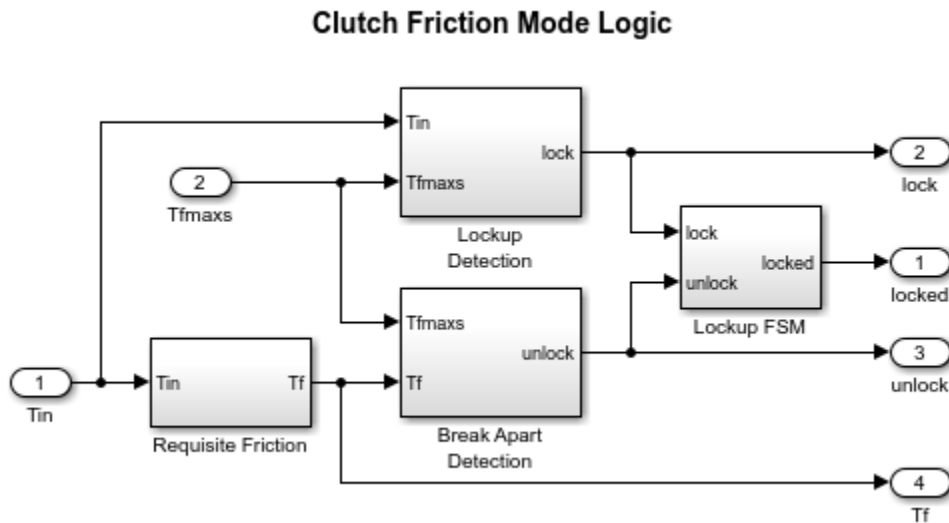 Clutch Friction Mode Logic
Tin
lock
Tfmaxs
Lockup
Detection
2
Tfmaxs
2
lock
lock
locked
unlock
Lockup FSM
1
locked
Tfmaxs
unlock
Tf
Break Apart
Detection
3
unlock
1
Tin
Tin
Tf
Requisite Friction
4
Tf